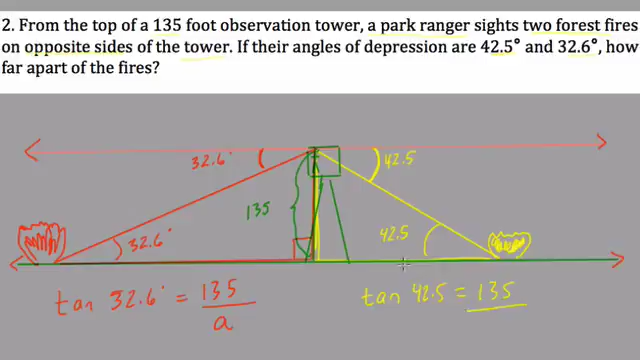 2. From the top of a 135 foot observation tower, a park ranger sights two forest fires
on opposite sides of the tower. If their angles of depression are 42.5° and 32.6°, how
far apart of the fires?
32.6°
42.5
135
32.6°
42.5
tan 32.6° = 135
a
tan 42.5 = 135